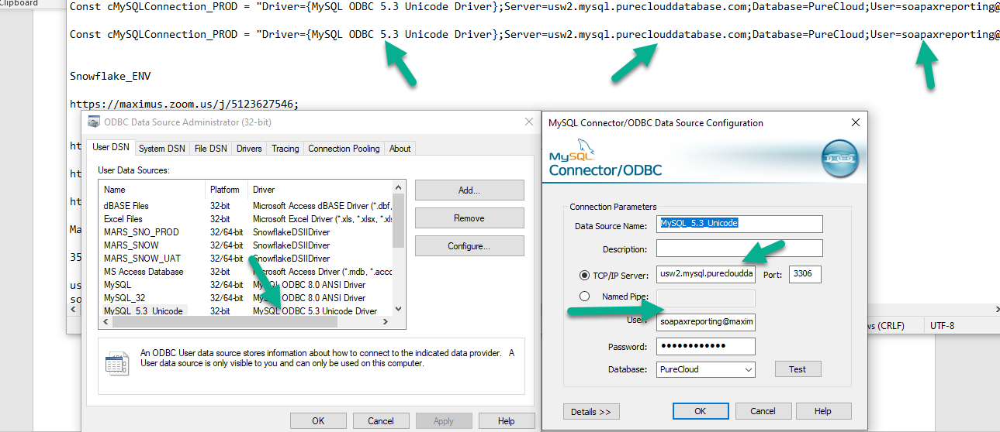 Clipboard
Const cMySQLConnection_PROD = "Driver={MySQL ODBC 5.3 Unicode Driver};Server=usw2.mysql.pureclouddatabase.com;Database=PureCloud;User=soapaxreporting@
Const cMySQLConnection_PROD = "Driver={MySQL ODBC 5.3 Unicode Driver};Server=usw2.mysql.pureclouddatabase.com;Database=PureCloud;User=soapaxreporting@
Snowflake_ENV
https://maximus.zoom.us/j/5123627546;
ht
ht
ht
Ma
35
us
so
ws (CRLF)
UTF-8
ODBC Data Source Administrator (32-bit)
User DSN System DSN File DSN Drivers Tracing Connection Pooling About
User Data Sources:
Name Platform Driver
dBASE Files 32-bit Microsoft Access dBASE Driver (*.dbf,
Excel Files 32-bit Microsoft Excel Driver (*.xls, *.xlsx, *.xls
MARS_SNO_PROD 32/64-bit SnowflakeDSIIDriver
MARS_SNOW 32/64-bit SnowflakeDSIIDriver
MARS_SNOW_UAT 32/64-bit SnowflakeDSIIDriver
MS Access Database 32-bit Microsoft Access Driver (*.mdb, *.accd
MySQL 32/64-bit MySQL ODBC 8.0 ANSI Driver
MySQL_32 32/64-bit MySQL ODBC 8.0 ANSI Driver
MySQL_5.3_Unicode 32-bit MySQL ODBC 5.3 Unicode Driver
Add...
Remove
Configure...
An ODBC User data source stores information about how to connect to the indicated data provider. A
User data source is only visible to you and can only be used on this computer.
OK Cancel Apply Help
MySQL Connector/ODBC Data Source Configuration
MySQL
Connector/ODBC
Connection Parameters
Data Source Name: MySQL_5.3_Unicode
Description:
TCP/IP Server: usw2.mysql.purecloudda Port: 3306
Named Pipe:
User: soapaxreporting@maxim
Password:
Database: PureCloud Test
Details >> OK Cancel Help